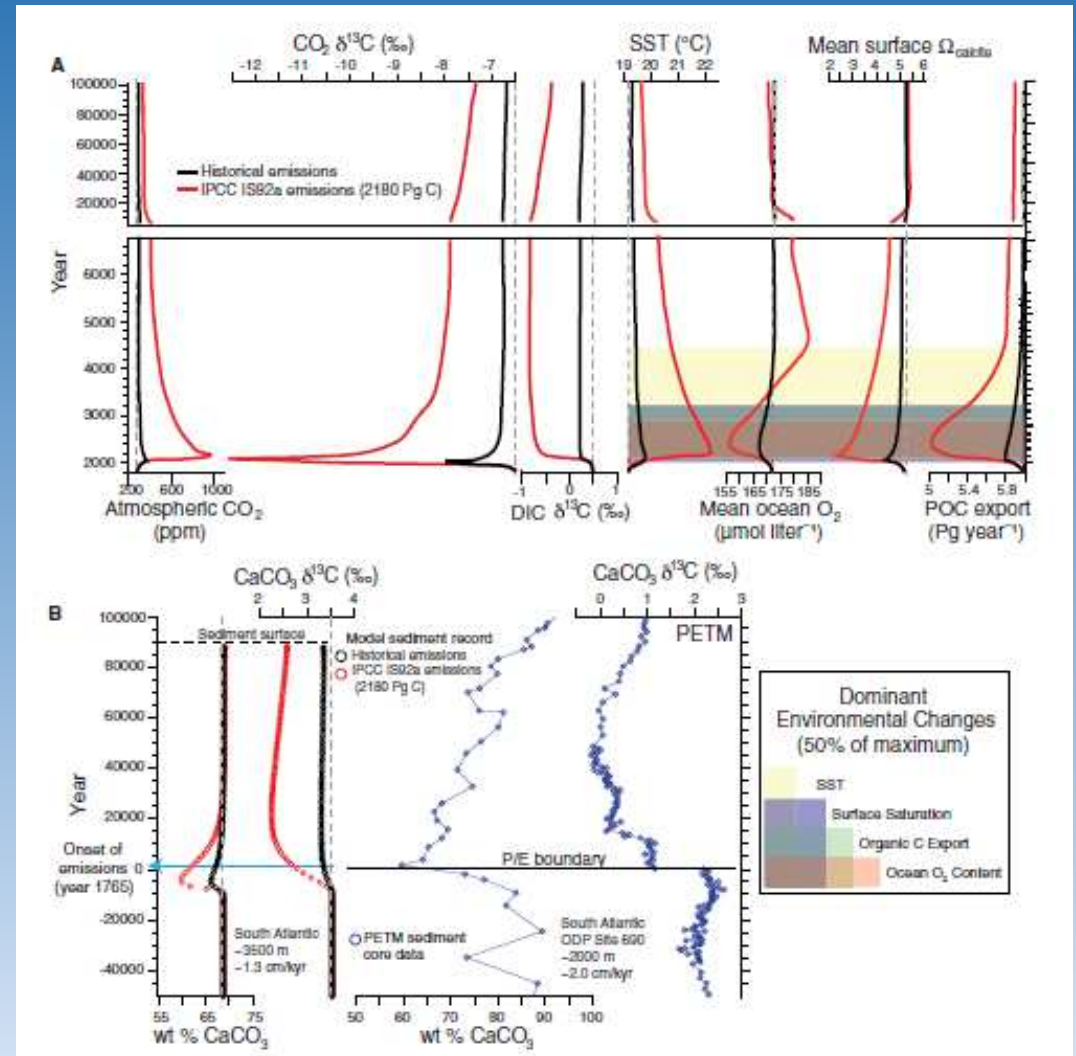 CO₂ δ¹³C (‰)
SST (°C)
Mean surface Ωcalcite
A
-12 -11 -10 -9 -8 -7
19 20 21 22
2 3 4 5 6
100000
80000
60000
40000
20000
Historical emissions
IPCC IS92a emissions (2180 Pg C)
Year
6000
5000
4000
3000
2000
200 600 1000
-1 0 1
155 165 175 185
5 5.4 5.8
Atmospheric CO₂
(ppm)
DIC δ¹³C (‰)
Mean ocean O₂
(μmol liter⁻¹)
POC export
(Pg year⁻¹)
CaCO₃ δ¹³C (‰)
CaCO₃ δ¹³C (‰)
B
2 3 4
0 1 2 3
100000
80000
60000
40000
20000
0
-20000
-40000
Year
Sediment surface
Model sediment record
Historical emissions
IPCC IS92a emissions
(2180 Pg C)
PETM
Onset of
emissions
(year 1765)
P/E boundary
South Atlantic
~3500 m
~1.3 cm/kyr
PETM sediment
core data
South Atlantic
ODP Site 690
~2000 m
~2.0 cm/kyr
55 65 75
50 60 70 80 90 100
wt % CaCO₃
wt % CaCO₃
Dominant
Environmental Changes
(50% of maximum)
SST
Surface Saturation
Organic C Export
Ocean O₂ Content